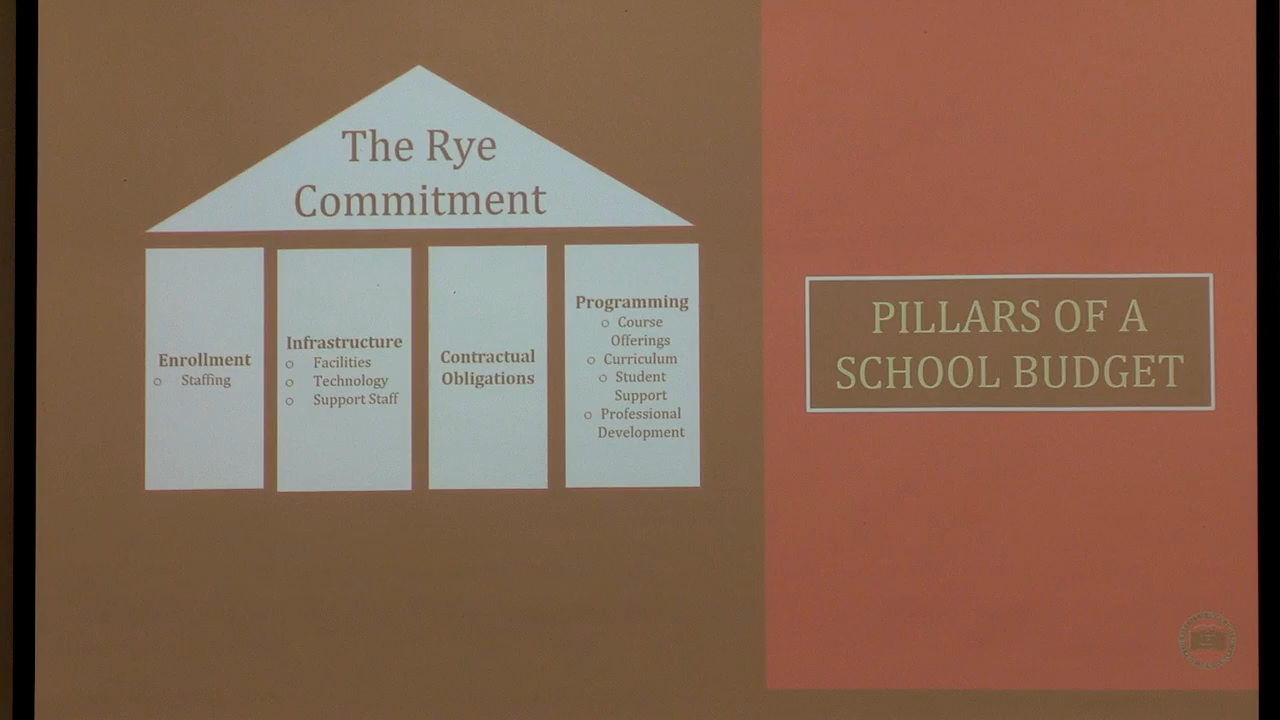 The Rye
Commitment
Enrollment
○ Staffing
Infrastructure
○ Facilities
○ Technology
○ Support Staff
Contractual
Obligations
Programming
○ Course
Offerings
○ Curriculum
○ Student
Support
○ Professional
Development
PILLARS OF A
SCHOOL BUDGET